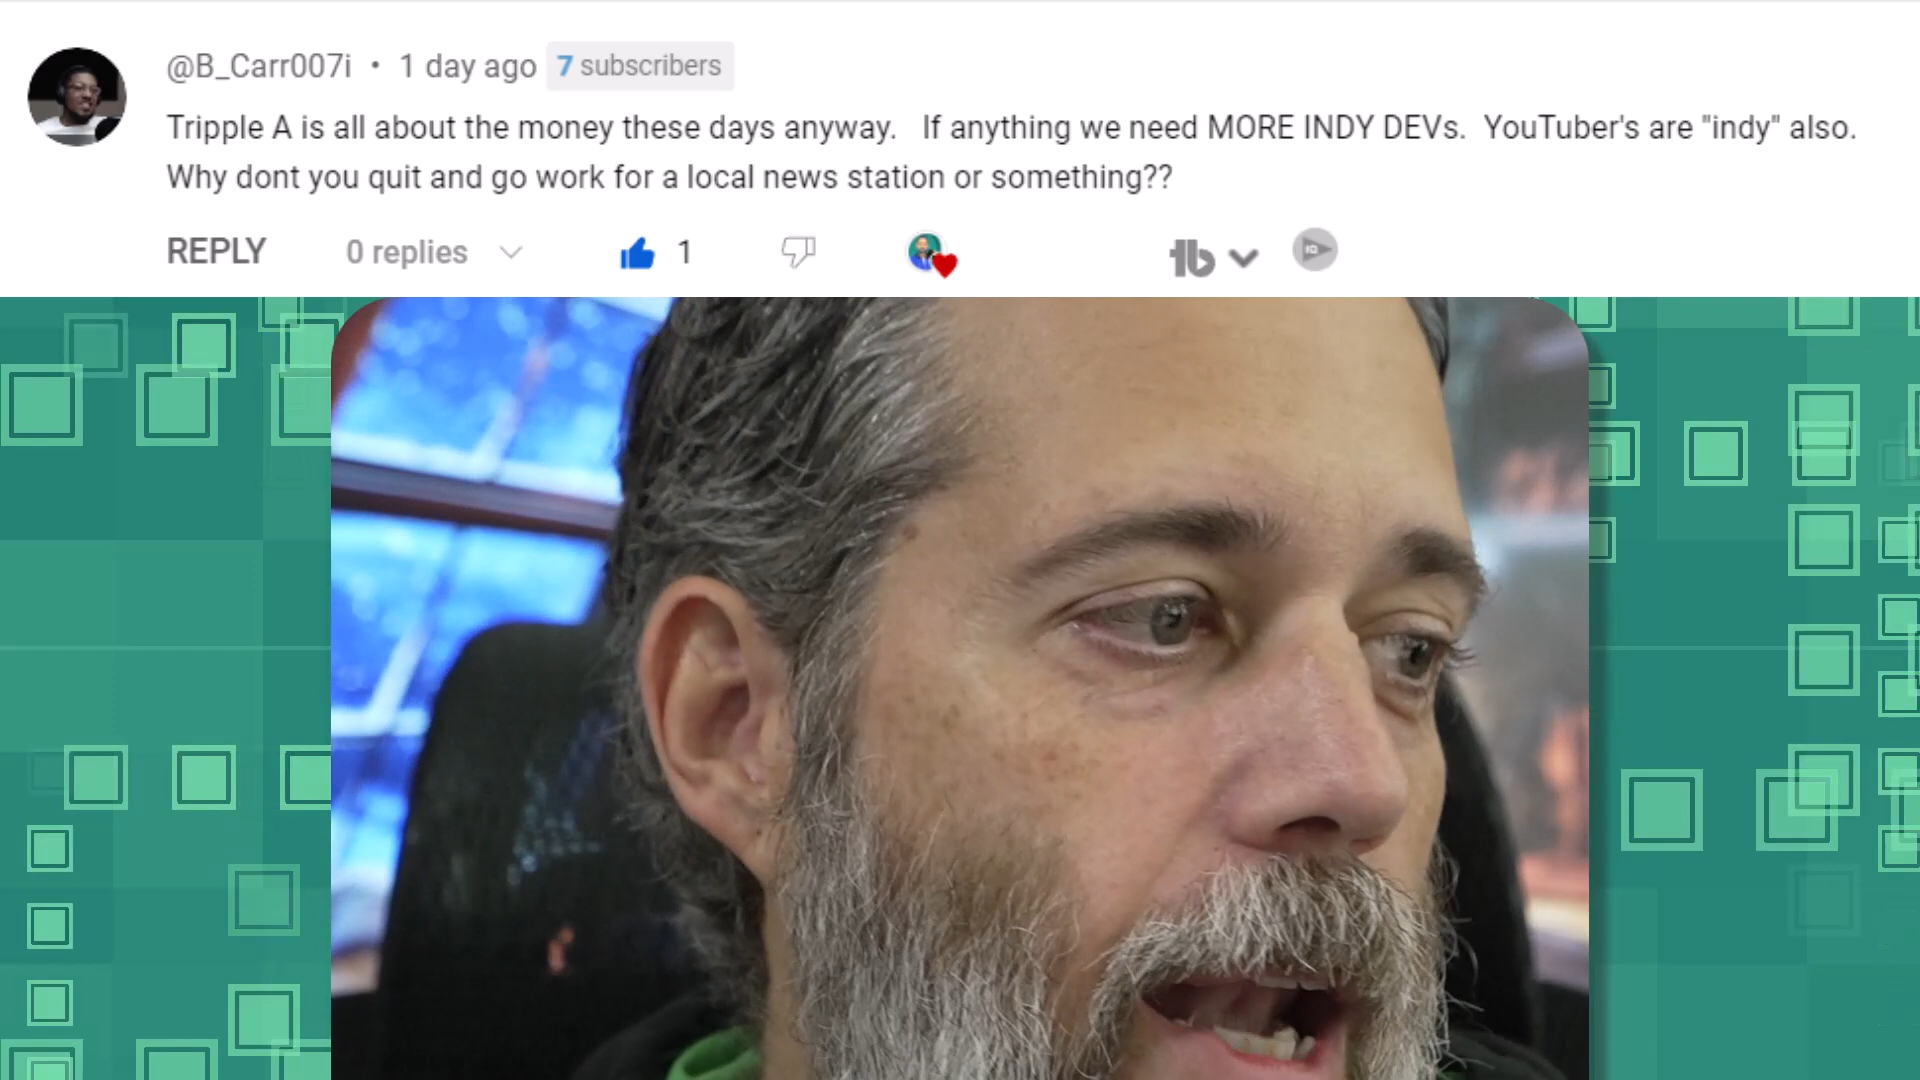 @B_Carr007i • 1 day ago 7 subscribers
Tripple A is all about the money these days anyway. If anything we need MORE INDY DEVs. YouTuber's are "indy" also.
Why dont you quit and go work for a local news station or something??
REPLY 0 replies 1 tb IQ